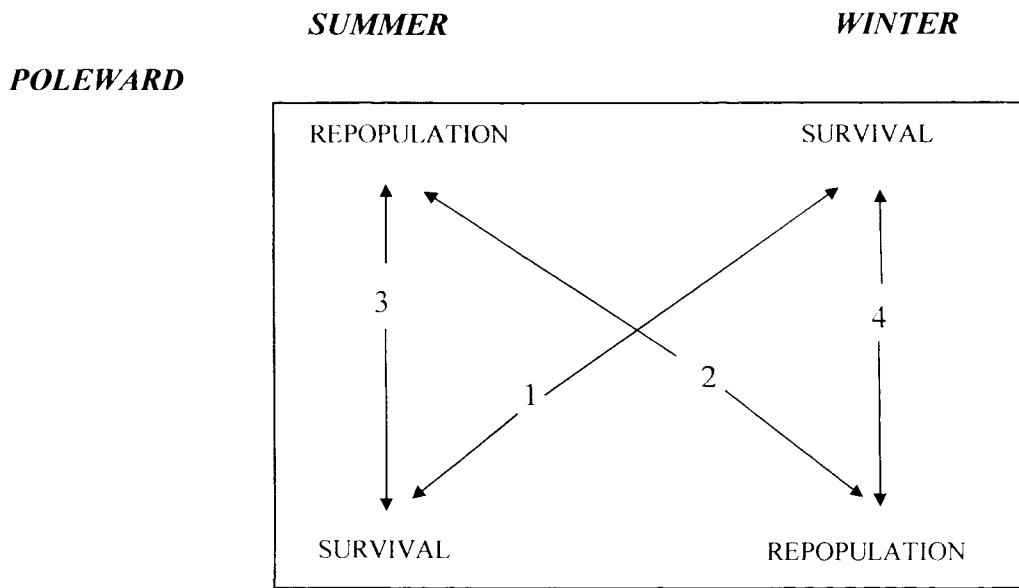 SUMMER WINTER
POLEWARD
REPOPULATION SURVIVAL
3 4
2
1
SURVIVAL REPOPULATION